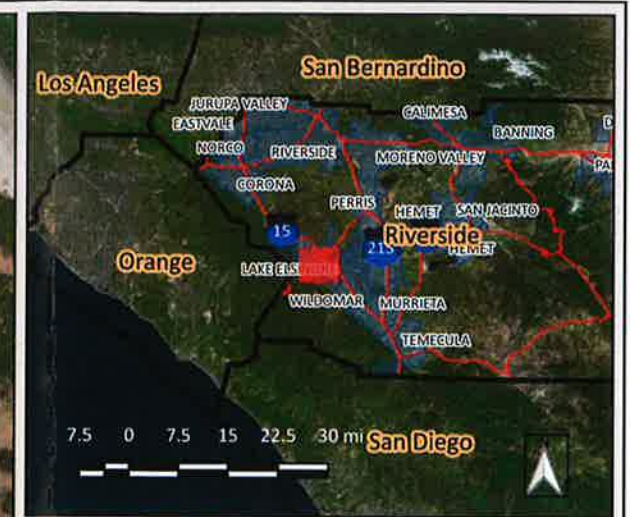 San Bernardino
Los Angeles
JURUPA VALLEY
CALIMESA
EASTVALE
BANNING
NORCO
RIVERSIDE
MORENO VALLEY
CORONA
PERRIS
HEMET
SAN JACINTO
15
215
Riverside
HEMET
Orange
LAKE
WILDOMAR
MURRIETA
TEMECULA
7.5 0 7.5 15 22.5 30 mi
San Diego